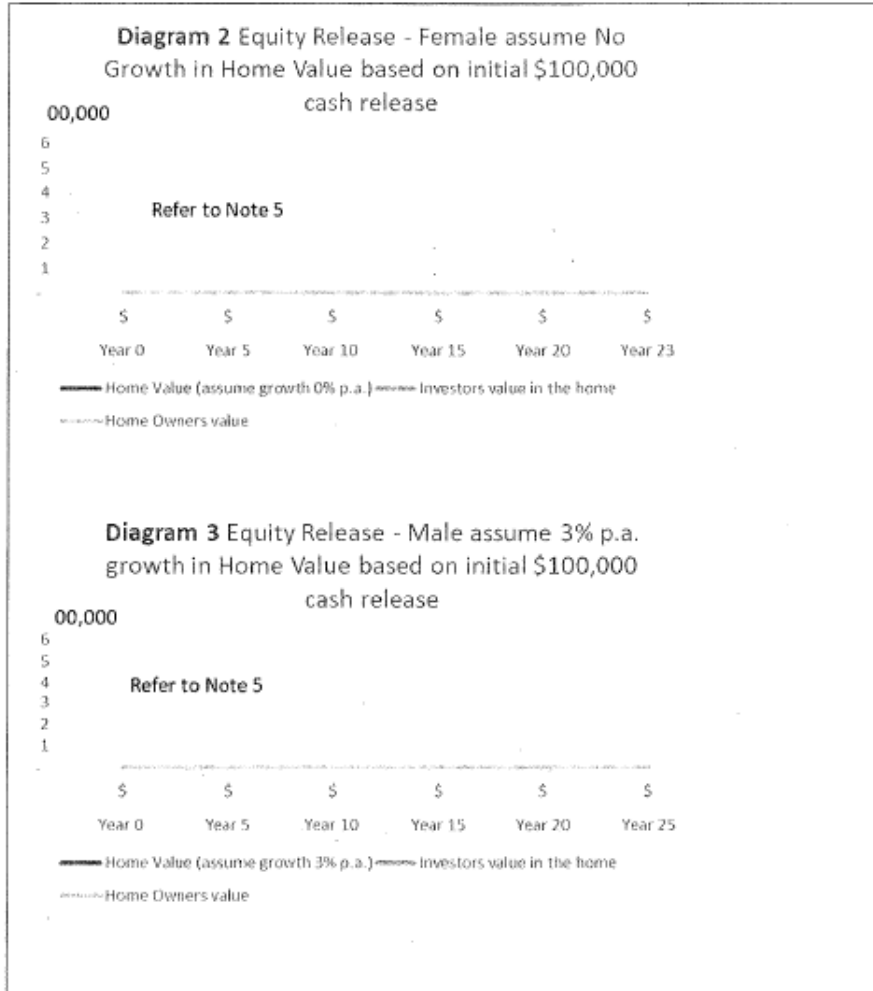 Diagram 2 Equity Release - Female assume No
Growth in Home Value based on initial $100,000
cash release
00,000
6
5
4
Refer to Note 5
3
2
1
-
$ $ $ $ $ $
Year 0 Year 5 Year 10 Year 15 Year 20 Year 23
Home Value (assume growth 0% p.a.) Investors value in the home
Home Owners value
Diagram 3 Equity Release - Male assume 3% p.a.
growth in Home Value based on initial $100,000
cash release
00,000
6
5
4
Refer to Note 5
3
2
1
-
$ $ $ $ $ $
Year 0 Year 5 Year 10 Year 15 Year 20 Year 25
Home Value (assume growth 3% p.a.) Investors value in the home
Home Owners value